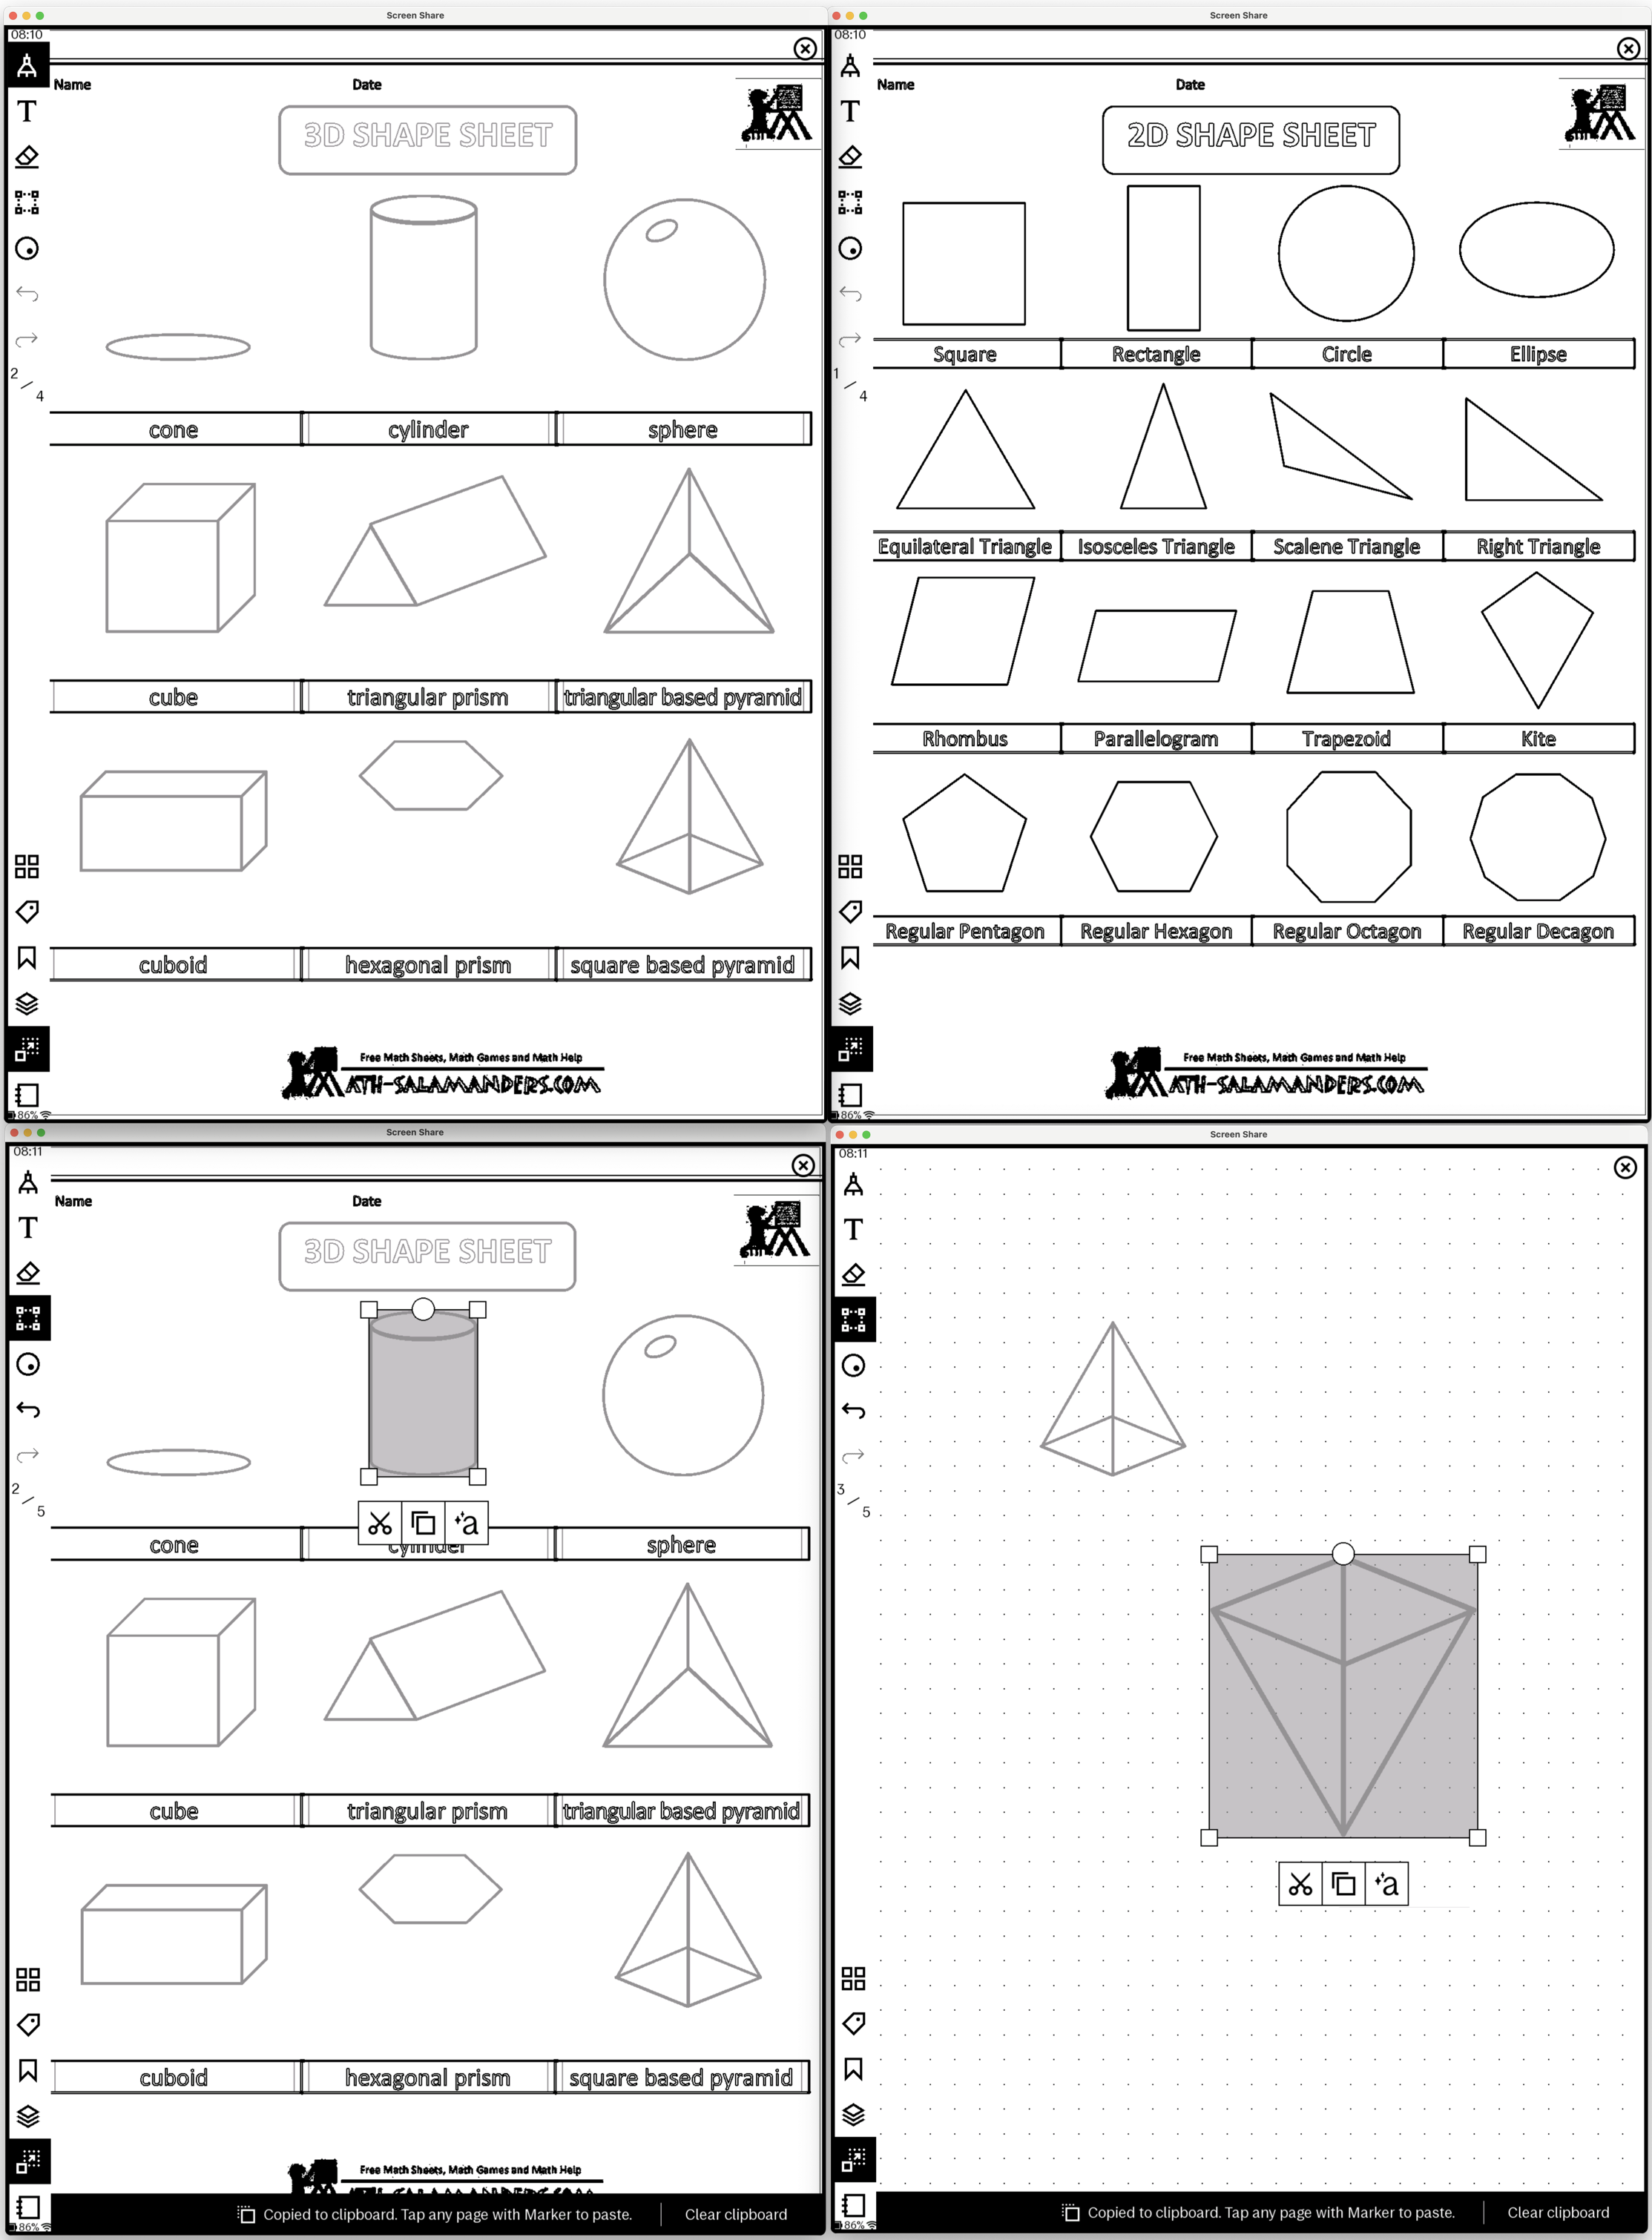 Screen Share
08:10
Name Date
3D SHAPE SHEET
2/4
cone cylinder sphere
cube triangular prism triangular based pyramid
cuboid hexagonal prism square based pyramid
Free Math Sheets, Math Games and Math Help
ATH-SALAMANDERS.COM
86%
Screen Share
08:10
Name Date
2D SHAPE SHEET
1/4
Square Rectangle Circle Ellipse
Equilateral Triangle Isosceles Triangle Scalene Triangle Right Triangle
Rhombus Parallelogram Trapezoid Kite
Regular Pentagon Regular Hexagon Regular Octagon Regular Decagon
Free Math Sheets, Math Games and Math Help
ATH-SALAMANDERS.COM
86%
Screen Share
08:11
Name Date
3D SHAPE SHEET
2/5
a
cone cylinder sphere
cube triangular prism triangular based pyramid
cuboid hexagonal prism square based pyramid
Free Math Sheets, Math Games and Math Help
Copied to clipboard. Tap any page with Marker to paste. Clear clipboard
86%
Screen Share
08:11
3/5
a
Copied to clipboard. Tap any page with Marker to paste. Clear clipboard
86%